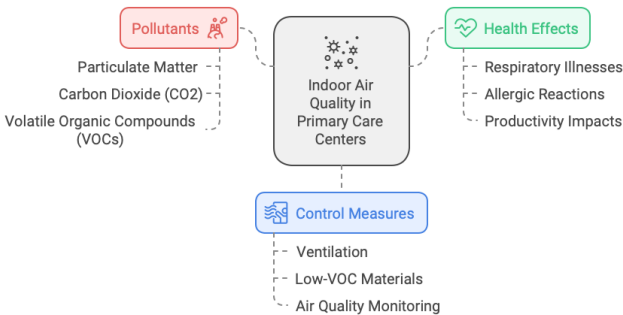 Pollutants
Particulate Matter
Carbon Dioxide (CO2)
Volatile Organic Compounds
(VOCs)
Indoor Air
Quality in
Primary Care
Centers
Health Effects
Respiratory Illnesses
Allergic Reactions
Productivity Impacts
Control Measures
Ventilation
Low-VOC Materials
Air Quality Monitoring